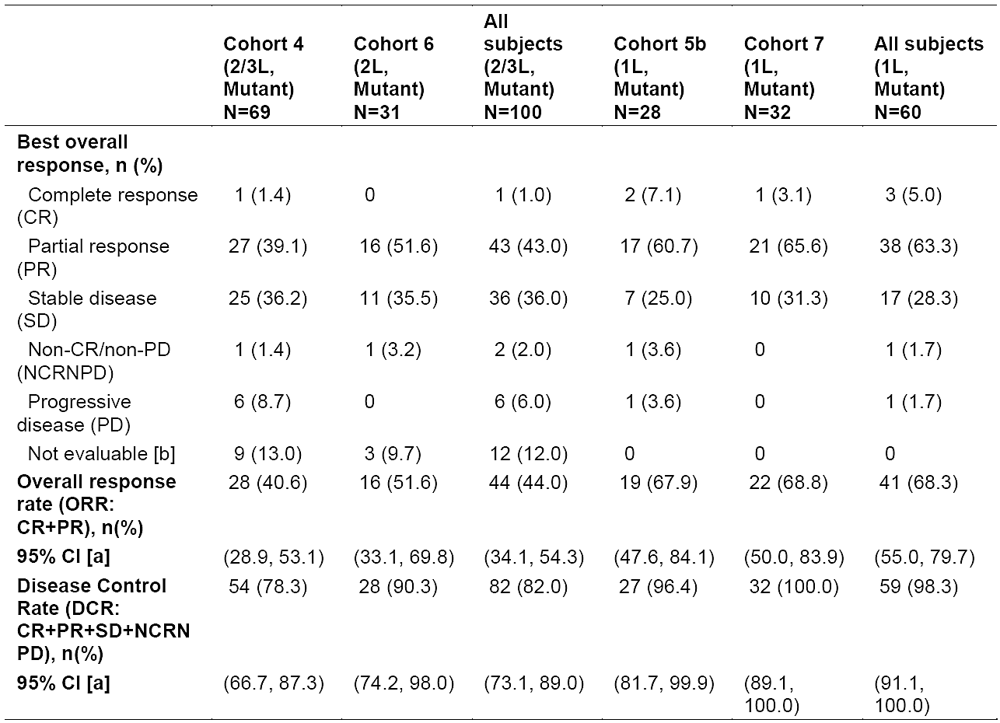 Cohort 4 (2/3L, Mutant) N=69 Cohort 6 (2L, Mutant) N=31 All subjects (2/3L, Mutant) N=100 Cohort 5b (1L, Mutant) N=28 Cohort 7 (1L, Mutant) N=32 All subjects (1L, Mutant) N=60
Best overall
response, n (%)
Complete response 1 (1.4) 0 1 (1.0) 2 (7.1) 1 (3.1) 3 (5.0)
(CR)
Partial response 27 (39.1) 16 (51.6) 43 (43.0) 17 (60.7) 21 (65.6) 38 (63.3)
(PR)
Stable disease 25 (36.2) 11 (35.5) 36 (36.0) 7 (25.0) 10 (31.3) 17 (28.3)
(SD)
Non-CR/non-PD 1 (1.4) 1 (3.2) 2 (2.0) 1 (3.6) 0 1 (1.7)
(NCRNPD)
Progressive 6 (8.7) 0 6 (6.0) 1 (3.6) 0 1 (1.7)
disease (PD)
Not evaluable [b] 9 (13.0) 3 (9.7) 12 (12.0) 0 0 0
Overall response 28 (40.6) 16 (51.6) 44 (44.0) 19 (67.9) 22 (68.8) 41 (68.3)
rate (ORR:
CR+PR), n(%)
95% CI [a] (28.9, 53.1) (33.1, 69.8) (34.1, 54.3) (47.6, 84.1) (50.0, 83.9) (55.0, 79.7)
Disease Control 54 (78.3) 28 (90.3) 82 (82.0) 27 (96.4) 32 (100.0) 59 (98.3)
Rate (DCR:
CR+PR+SD+NCRN
PD), n(%)
95% CI [a] (66.7, 87.3) (74.2, 98.0) (73.1, 89.0) (81.7, 99.9) (89.1, (91.1,
100.0) 100.0)